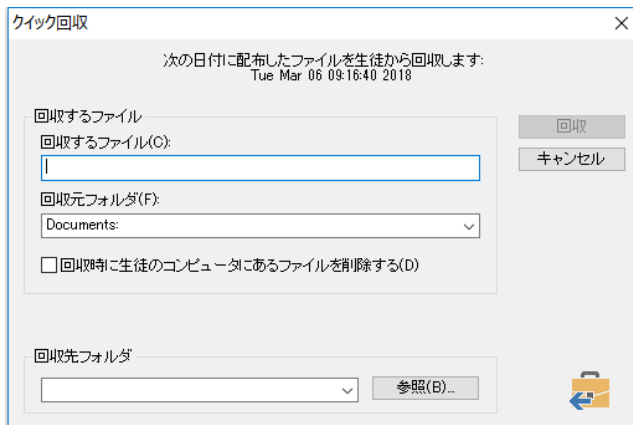 クイック回収
次の日付に配布したファイルを生徒から回収します:
Tue Mar 06 09:16:40 2018
回収するファイル
回収するファイル(C):
回収
キャンセル
回収元フォルダ(F):
Documents:
回収時に生徒のコンピュータにあるファイルを削除する(D)
回収先フォルダ
参照(B)...